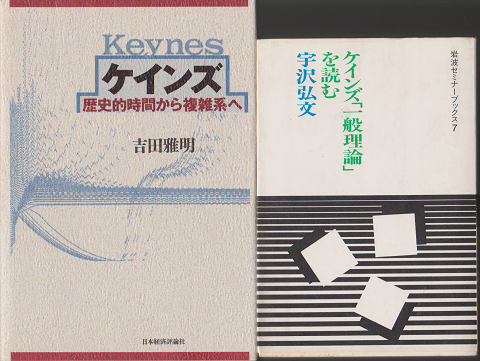 Keynes
ケインズ
歴史的時間から複雑系へ
吉田雅明
日本経済評論社
ケインズ「一般理論」
を読む
宇沢弘文
岩波セミナーブックス7